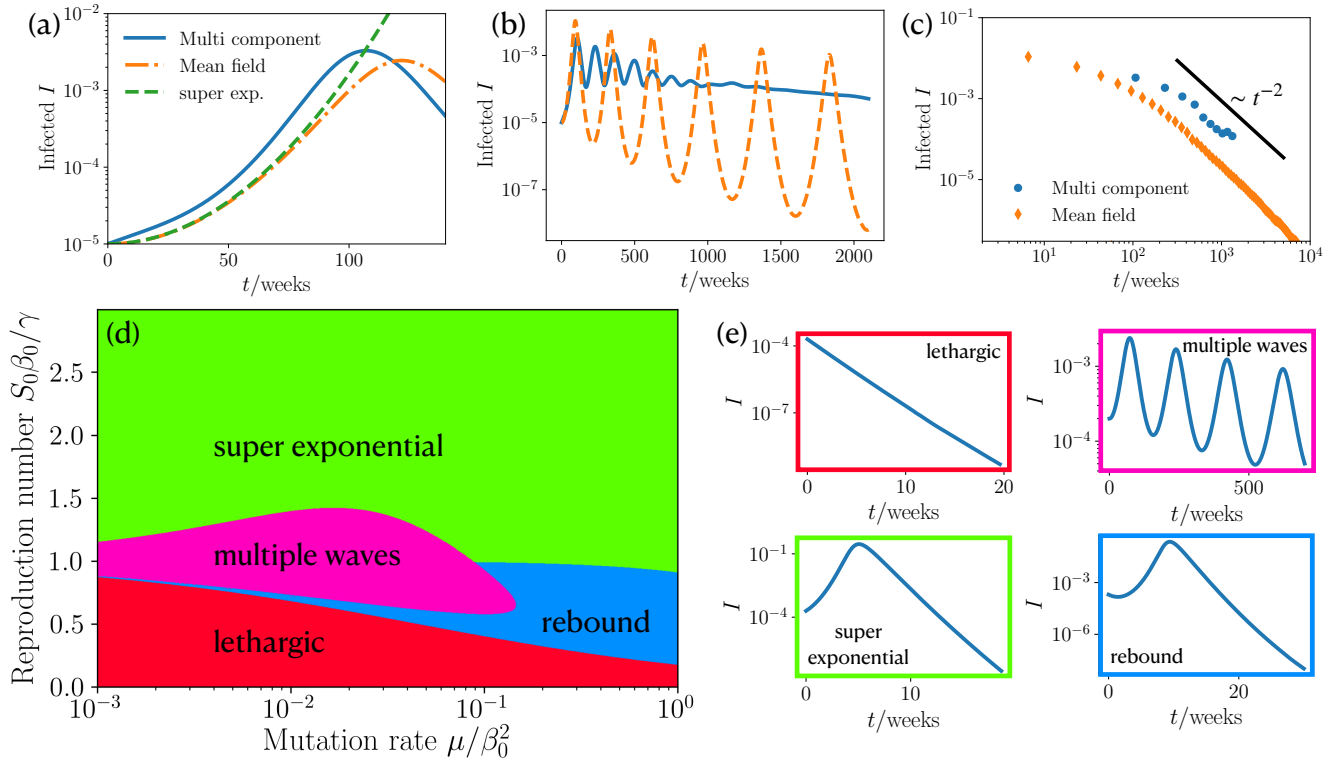 (a)
Multi component
Mean field
super exp.
Infected I
10^{-2}
10^{-3}
10^{-4}
10^{-5}
0
50
100
t/weeks
(b)
Infected I
10^{-3}
10^{-5}
10^{-7}
0
500
1000
1500
2000
t/weeks
(c)
Infected I
10^{-1}
10^{-3}
10^{-5}
~ t^{-2}
Multi component
Mean field
10^1
10^2
10^3
10^4
t/weeks
(d)
Reproduction number S_0β_0/γ
2.5
2.0
1.5
1.0
0.5
0.0
super exponential
multiple waves
rebound
lethargic
10^{-3}
10^{-2}
10^{-1}
10^0
Mutation rate μ/β_0^2
(e)
lethargic
I
10^{-4}
10^{-7}
0
10
20
t/weeks
multiple waves
I
10^{-3}
10^{-4}
0
500
t/weeks
I
10^{-1}
10^{-4}
super
exponential
10
t/weeks
I
10^{-3}
10^{-6}
rebound
0
20
t/weeks